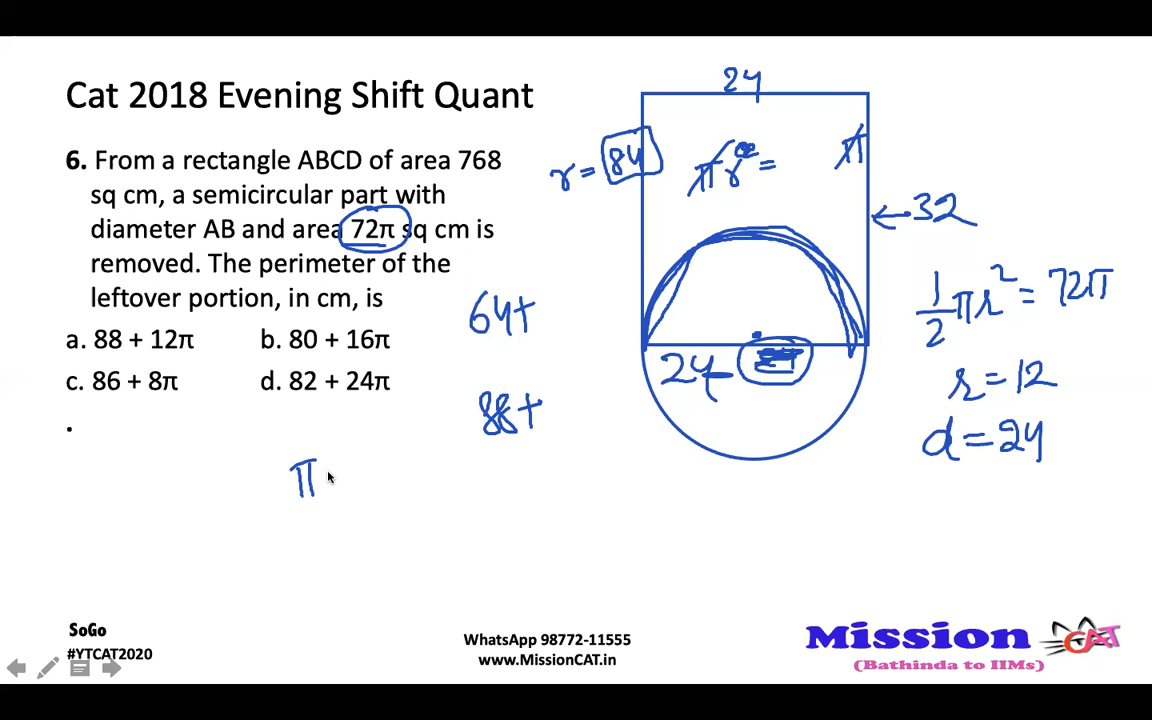 Cat 2018 Evening Shift Quant
6. From a rectangle ABCD of area 768
sq cm, a semicircular part with
diameter AB and area 72π sq cm is
removed. The perimeter of the
leftover portion, in cm, is
a. 88 + 12π b. 80 + 16π
c. 86 + 8π d. 82 + 24π
.
π
64+
88+
24
r = 84
πr =
π
←32
24
1/2 πr² = 72π
r = 12
d = 24
SoGo
#YTCAT2020
WhatsApp 98772-11555
www.MissionCAT.in
Mission CAT
(Bathinda to IIMs)